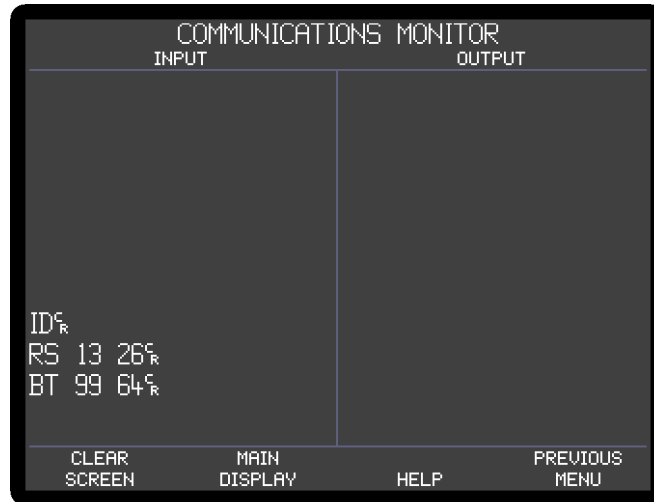 COMMUNICATIONS MONITOR
INPUT OUTPUT
ID␍
RS 13 26␍
BT 99 64␍
CLEAR SCREEN
MAIN DISPLAY
HELP
PREVIOUS MENU